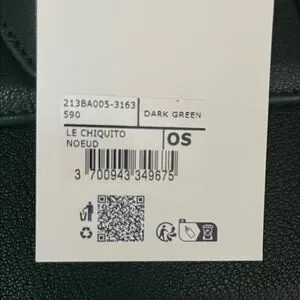 213BA005-3163
590
DARK GREEN
LE CHIQUITO
NOEUD
OS
3 700943 349675